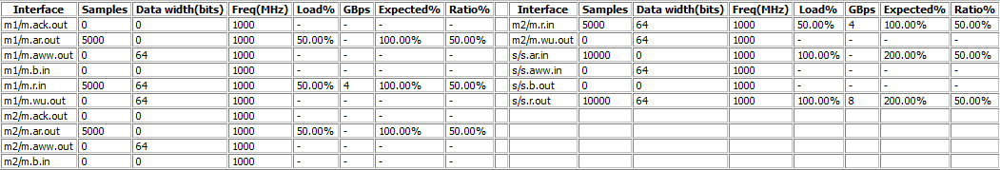 Interface Samples Data width(bits) Freq(MHz) Load% GBps Expected% Ratio% Interface Samples Data width(bits) Freq(MHz) Load% GBps Expected% Ratio%
m1/m.ack.out 0 0 1000 - - - - m2/m.r.in 5000 64 1000 50.00% 4 100.00% 50.00%
m1/m.ar.out 5000 0 1000 50.00% - 100.00% 50.00% m2/m.wu.out 0 64 1000 - - - -
m1/m.aww.out 0 64 1000 - - - - s/s.ar.in 10000 0 1000 100.00% - 200.00% 50.00%
m1/m.b.in 0 0 1000 - - - - s/s.aww.in 0 64 1000 - - - -
m1/m.r.in 5000 64 1000 50.00% 4 100.00% 50.00% s/s.b.out 0 0 1000 - - - -
m1/m.wu.out 0 64 1000 - - - - s/s.r.out 10000 64 1000 100.00% 8 200.00% 50.00%
m2/m.ack.out 0 0 1000 - - - -
m2/m.ar.out 5000 0 1000 50.00% - 100.00% 50.00%
m2/m.aww.out 0 64 1000 - - - -
m2/m.b.in 0 0 1000 - - - -